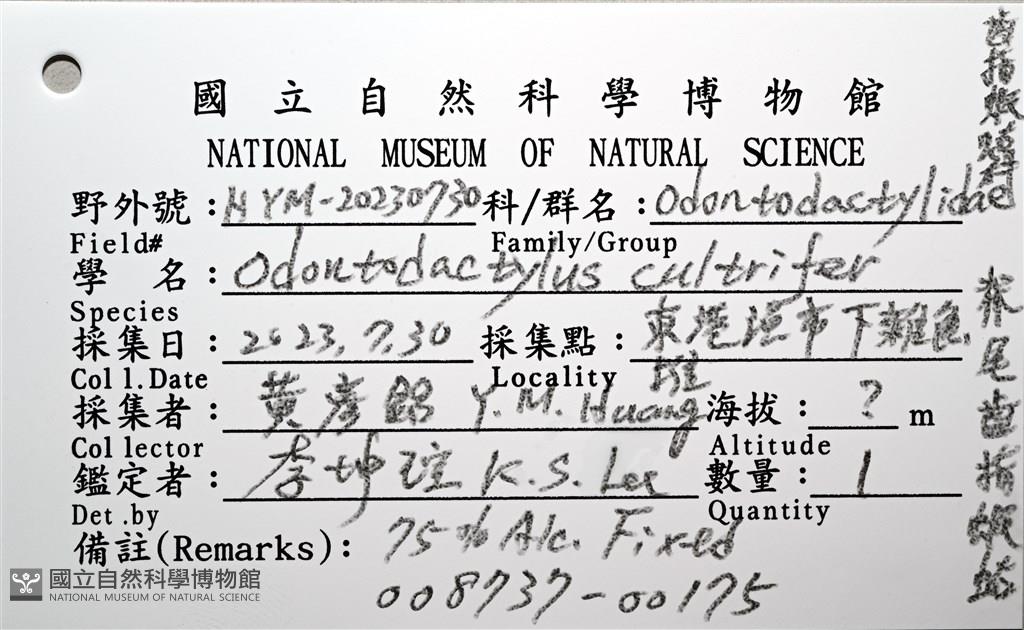 國立自然科學博物館
NATIONAL MUSEUM OF NATURAL SCIENCE
野外號：HYM-20230730 科/群名：Odontodactylidae
Field# Family/Group
學名：Odontodactylus cultrifer
Species
採集日：2023.7.30 採集點：東港漁市下雜魚堆
Coll.Date Locality
採集者：黃彥銘 Y.M. Huang 海拔：? m
Collector Altitude
鑑定者：李坤瑄 K.S. Lee 數量：1
Det.by Quantity
備註(Remarks)：75% Alc. Fixed
008737-00175
齒指蝦蛄科
尾齒指蝦蛄
國立自然科學博物館
NATIONAL MUSEUM OF NATURAL SCIENCE